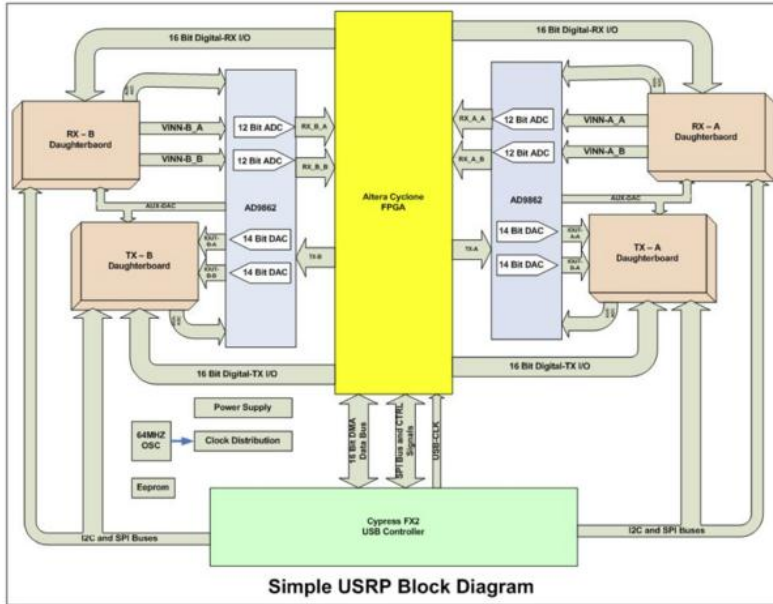 16 Bit Digital-RX I/O
16 Bit Digital-RX I/O
RX – B
Daughterbaord
VINN-B_A
VINN-B_B
12 Bit ADC
12 Bit ADC
RX_B_A
RX_B_B
Altera Cyclone
FPGA
RX_A_A
RX_A_B
12 Bit ADC
12 Bit ADC
VINN-A_A
VINN-A_B
RX – A
Daughterboard
AUX-DAC
AD9862
AD9862
AUX-DAC
TX – B
Daughterboard
IOUT-
B-A
IOUT-
B-B
14 Bit DAC
14 Bit DAC
TX-B
TX-A
14 Bit DAC
14 Bit DAC
IOUT-
A-A
TX – A
Daughterboard
16 Bit Digital-TX I/O
16 Bit Digital-TX I/O
Power Supply
64MHZ
OSC
Clock Distribution
Eeprom
16 Bit DMA
Data Bus
SPI Bus and CTRL
Signals
USB-CLK
Cypress FX2
USB Controller
I2C and SPI Buses
I2C and SPI Buses
Simple USRP Block Diagram